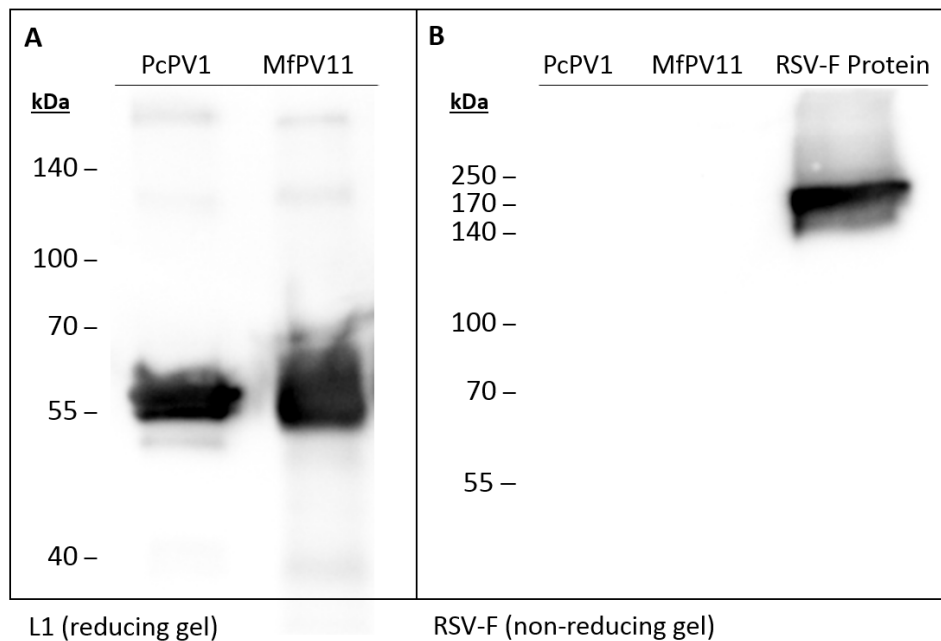 A
PcPV1 MfPV11
kDa
140 –
100 –
70 –
55 –
40 –
L1 (reducing gel)
B
PcPV1 MfPV11 RSV-F Protein
kDa
250 –
170 –
140 –
100 –
70 –
55 –
RSV-F (non-reducing gel)